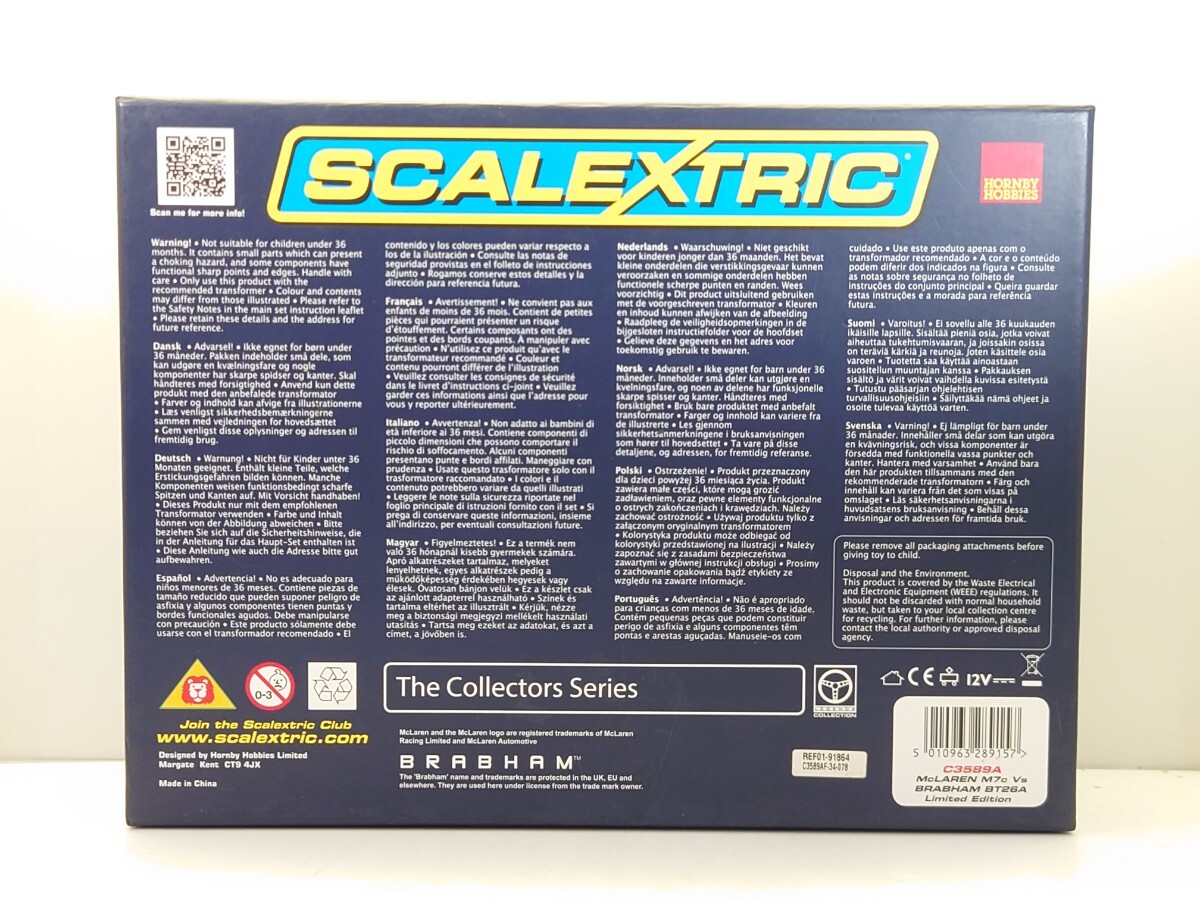 Scan me for more info!
SCALEXTRIC
HORNBY
HOBBIES
Warning! • Not suitable for children under 36
months. It contains small parts which can present
a choking hazard, and some components have
functional sharp points and edges. Handle with
care • Only use this product with the
recommended transformer • Colour and contents
may differ from those illustrated • Please refer to
the Safety Notes in the main set instruction leaflet
• Please retain these details and the address for
future reference.
Dansk • Advarsel! • Ikke egnet for børn under
36 måneder. Pakken indeholder små dele, som
kan udgøre en kvælningsfare og nogle
komponenter har skarpe spidser og kanter. Skal
håndteres med forsigtighed • Anvend kun dette
produkt med den anbefalede transformator
• Farver og indhold kan afvige fra illustrationerne
• Læs venligst sikkerhedsbemærkningerne
sammen med vejledningen for hovedsættet
• Gem venligst disse oplysninger og adressen til
fremtidig brug.
Deutsch • Warnung! • Nicht für Kinder unter 36
Monaten geeignet. Enthält kleine Teile, welche
Erstickungsgefahren bilden können. Manche
Komponenten weisen funktionsbedingt scharfe
Spitzen und Kanten auf. Mit Vorsicht handhaben!
• Dieses Produkt nur mit dem empfohlenen
Transformator verwenden • Farbe und Inhalt
können von der Abbildung abweichen • Bitte
beziehen Sie sich auf die Sicherheitshinweise, die
in der Anleitung für das Haupt-Set enthalten ist
• Diese Anleitung wie auch die Adresse bitte gut
aufbewahren.
Español • Advertencia! • No es adecuado para
niños menores de 36 meses. Contiene piezas de
tamaño reducido que pueden suponer peligro de
asfixia y algunos componentes tienen puntas y
bordes funcionales agudos. Debe manipularse
con precaución • Este producto sólamente debe
usarse con el transformador recomendado • El
contenido y los colores pueden variar respecto a
los de la ilustración • Consulte las notas de
seguridad provistas en el folleto de instrucciones
adjunto • Rogamos conserve estos detalles y la
dirección para referencia futura.
Français • Avertissement! • Ne convient pas aux
enfants de moins de 36 mois. Contient de petites
pièces qui pourraient présenter un risque
d'étouffement. Certains composants ont des
pointes et des bords coupants. A manipuler avec
précaution • N'utilisez ce produit qu'avec le
transformateur recommandé • Couleur et
contenu pourront différer de l'illustration
• Veuillez consulter les consignes de sécurité
dans le livret d'instructions ci-joint • Veuillez
garder ces informations ainsi que l'adresse pour
vous y reporter ultérieurement.
Italiano • Avvertenza! • Non adatto ai bambini di
età inferiore ai 36 mesi. Contiene componenti di
piccolo dimensioni che possono comportare il
rischio di soffocamento. Alcuni componenti
presentano punte e bordi affilati. Maneggiare con
prudenza • Usate questo trasformatore solo con il
trasformatore raccomandato • I colori e il
contenuto potrebbero variare da quelli illustrati
• Leggere le note sulla sicurezza riportate nel
foglio principale di istruzioni fornito con il set • Si
prega di conservare queste informazioni, insieme
all'indirizzo, per eventuali consultazioni future.
Magyar • Figyelmeztetes! • Ez a termék nem
való 36 hónapnál kisebb gyermekek számára.
Apró alkatrészeket tartalmaz, melyeket
lenyelhetnek, egyes alkatrészek pedig a
működőképesség érdekében hegyesek vagy
élesek. Óvatosan bánjon velük • Ez a készlet csak
az ajánlott adapterrel használható • Színek és
tartalma eltérhet az illusztrált • Kérjük, nézze
meg a biztonsági megjegyzí mellékelt használati
utasítás • Tartsa meg ezeket az adatokat, és azt a
címet, a jövőben is.
Nederlands • Waarschuwing! • Niet geschikt
voor kinderen jonger dan 36 maanden. Het bevat
kleine onderdelen die verstikkingsgevaar kunnen
veroorzaken en sommige onderdelen hebben
functionele scherpe punten en randen. Wees
voorzichtig • Dit product uitsluitend gebruiken
met de voorgeschreven transformator • Kleuren
en inhoud kunnen afwijken van de afbeelding
• Raadpleeg de veiligheidsopmerkingen in de
bijgesloten instructiefolder voor de hoofdset
• Gelieve deze gegevens en het adres voor
toekomstig gebruik te bewaren.
Norsk • Advarsel! • Ikke egnet for barn under 36
måneder. Inneholder små deler kan utgjøre en
kvelningsfare, og noen av delene har funksjonelle
skarpe spisser og kanter. Håndteres med
forsiktighet • Bruk bare produktet med anbefalt
transformator • Farger og innhold kan variere fra
de illustrerte • Les gjennom
sikkerhetsanmerkningene i bruksanvisningen
som hører til hovedsettet • Ta vare på disse
detaljene, og adressen, for fremtidig referanse.
Polski • Ostrzeżenie! • Produkt przeznaczony
dla dzieci powyżej 36 miesiąca życia. Produkt
zawiera małe części, które mogą grozić
zadławieniem, oraz pewne elementy funkcjonalne
o ostrych zakończeniach i krawędziach. Należy
zachować ostrożność • Używaj produktu tylko z
załączonym oryginalnym transformatorem
• Kolorystyka produktu może odbiegać od
kolorystyki przedstawionej na ilustracji • Należy
zapoznać się z zasadami bezpieczeństwa
zawartymi w głównej instrukcji obsługi • Prosimy
o zachowanie opakowania bądź etykiety ze
względu na zawarte informacje.
Português • Advertência! • Não é apropriado
para crianças com menos de 36 meses de idade.
Contém pequenas peças que podem constituir
perigo de asfixia e alguns componentes têm
pontas e arestas aguçadas. Manuseie-os com
cuidado • Use este produto apenas com o
transformador recomendado • A cor e o conteúdo
podem diferir dos indicados na figura • Consulte
as notas sobre segurança no folheto de
instruções do conjunto principal • Queira guardar
estas instruções e a morada para referência
futura.
Suomi • Varoitus! • Ei sovellu alle 36 kuukauden
ikäisille lapsille. Sisältää pieniä osia, jotka voivat
aiheuttaa tukehtumisvaaran, ja joissakin osissa
on teräviä kärkiä ja reunoja. Joten käsittele osia
varoen • Tuotetta saa käyttää ainoastaan
suositellun muuntajan kanssa • Pakkauksen
sisältö ja värit voivat vaihdella kuvissa esitetystä
• Tutustu pääsarjan ohjelehtisen
turvallisuusohjeisiin • Säilyttäkää nämä ohjeet ja
osoite tulevaa käyttöä varten.
Svenska • Varning! • Ej lämpligt för barn under
36 månader. Innehåller små delar som kan utgöra
en kvävningsrisk, och vissa komponenter är
försedda med funktionella vassa punkter och
kanter. Hantera med varsamhet • Använd bara
den här produkten tillsammans med den
rekommenderade transformatorn • Färg och
innehåll kan variera från det som visas på
omslaget • Läs säkerhetsanvisningarna i
huvudsatsens bruksanvisning • Behåll dessa
anvisningar och adressen för framtida bruk.
Please remove all packaging attachments before
giving toy to child.
Disposal and the Environment.
This product is covered by the Waste Electrical
and Electronic Equipment (WEEE) regulations. It
should not be discarded with normal household
waste, but taken to your local collection centre
for recycling. For further information, please
contact the local authority or approved disposal
agency.
0-3
Join the Scalextric Club
www.scalextric.com
Designed by Hornby Hobbies Limited
Margate Kent CT9 4JX
Made in China
The Collectors Series
COLLECTION
CE
12V
McLaren and the McLaren logo are registered trademarks of McLaren
Racing Limited and McLaren Automotive
BRABHAM™
The 'Brabham' name and trademarks are protected in the UK, EU and
elsewhere. They are used here under license from the trade mark owner.
REF01-91864
C3589AF-34-078
5 010963 289157 >
C3589A
McLAREN M7c Vs
BRABHAM BT26A
Limited Edition